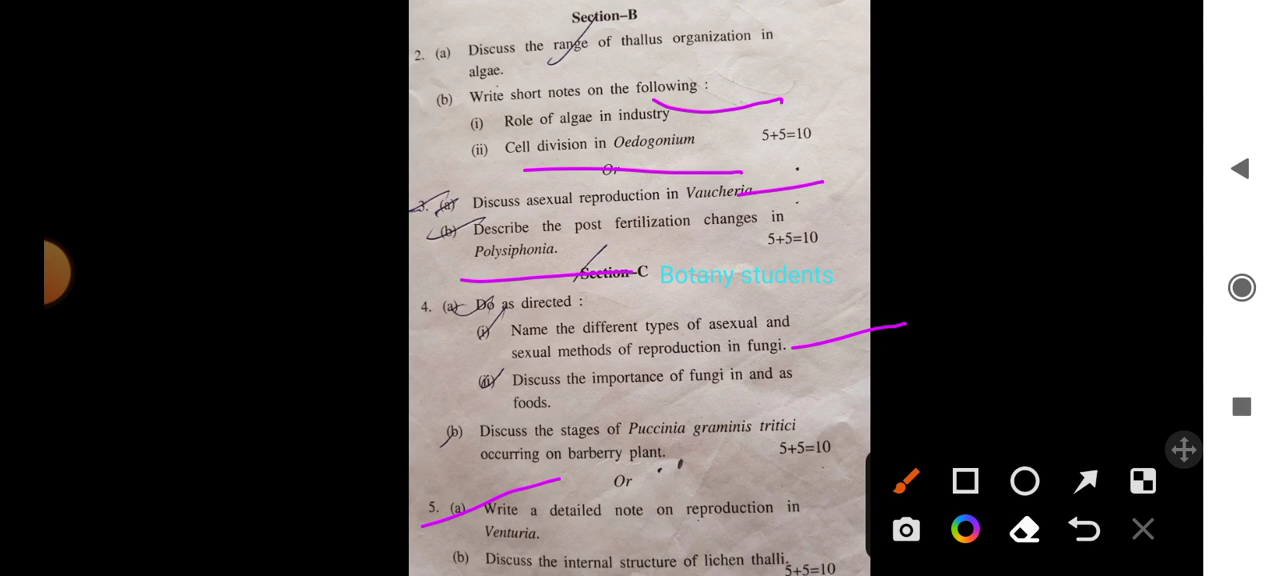 Section–B
2. (a) Discuss the range of thallus organization in
algae.
(b) Write short notes on the following :
(i) Role of algae in industry
(ii) Cell division in Oedogonium 5+5=10
Or
3. (a) Discuss asexual reproduction in Vaucheria
(b) Describe the post fertilization changes in
Polysiphonia. 5+5=10
Section–C Botany students
4. (a) Do as directed :
(i) Name the different types of asexual and
sexual methods of reproduction in fungi.
(ii) Discuss the importance of fungi in and as
foods.
(b) Discuss the stages of Puccinia graminis tritici
occurring on barberry plant. 5+5=10
Or
5. (a) Write a detailed note on reproduction in
Venturia.
(b) Discuss the internal structure of lichen thalli.
5+5=10